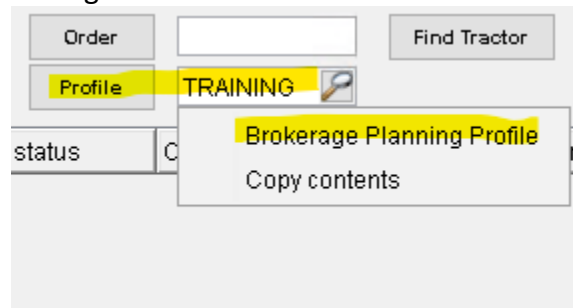 Order Find Tractor
Profile TRAINING
Brokerage Planning Profile
status C
Copy contents